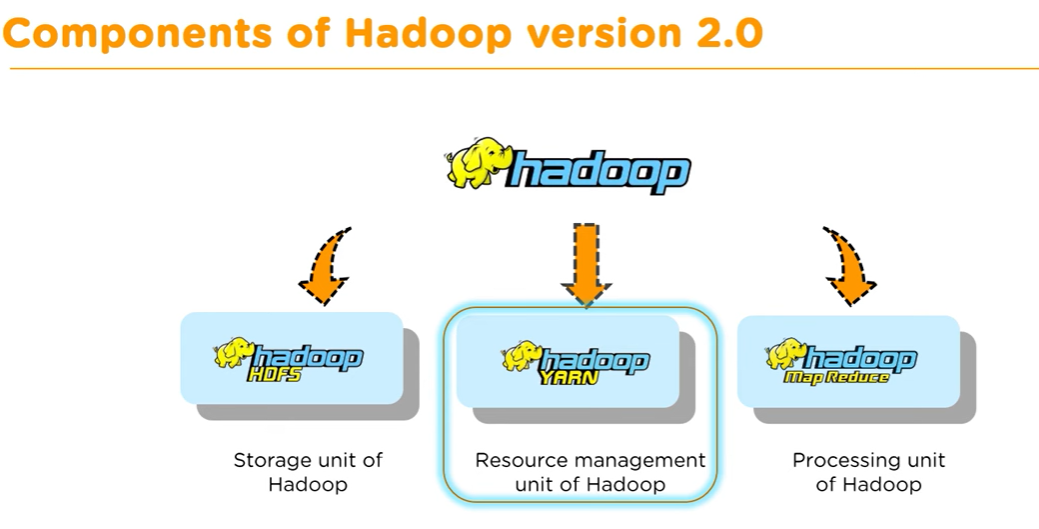 Components of Hadoop version 2.0
hadoop
hadoop
HDFS
hadoop
YARN
hadoop
Map Reduce
Storage unit of
Hadoop
Resource management
unit of Hadoop
Processing unit
of Hadoop